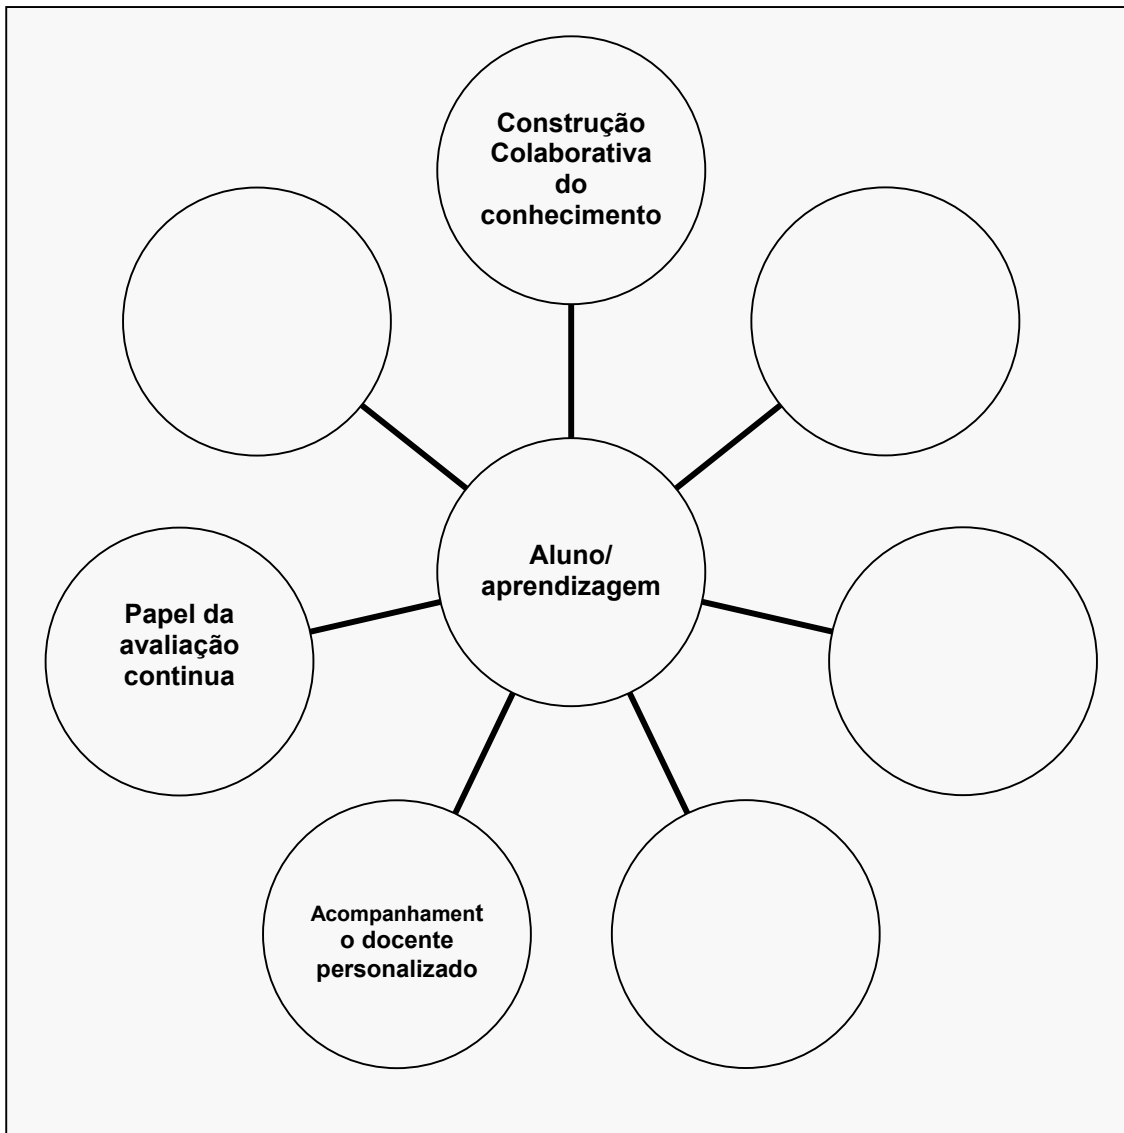 Construção
Colaborativa
do
conhecimento
Aluno/
aprendizagem
Papel da
avaliação
continua
Acompanhament
o docente
personalizado